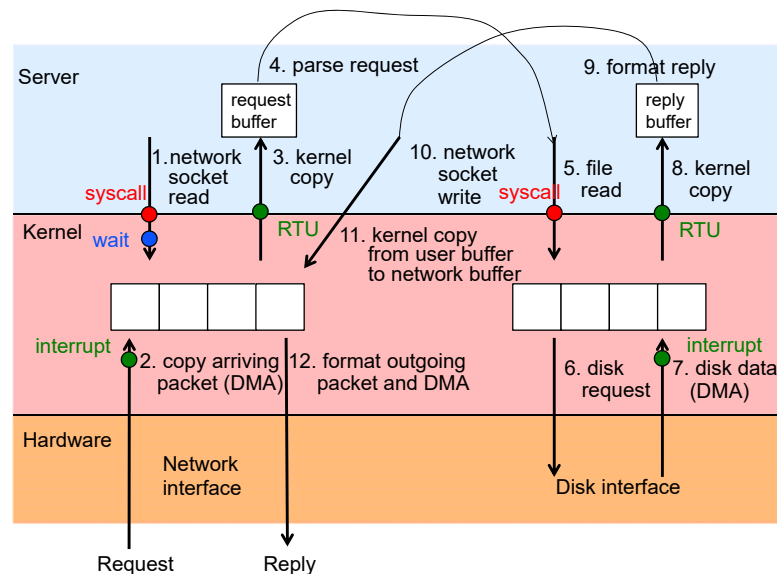 Server
4. parse request
9. format reply
request
buffer
reply
buffer
1. network
socket
read
3. kernel
copy
10. network
socket
write
5. file
read
8. kernel
copy
syscall
syscall
Kernel
wait
RTU
RTU
11. kernel copy
from user buffer
to network buffer
interrupt
2. copy arriving
packet (DMA)
12. format outgoing
packet and DMA
6. disk
request
interrupt
7. disk data
(DMA)
Hardware
Network
interface
Disk interface
Request
Reply